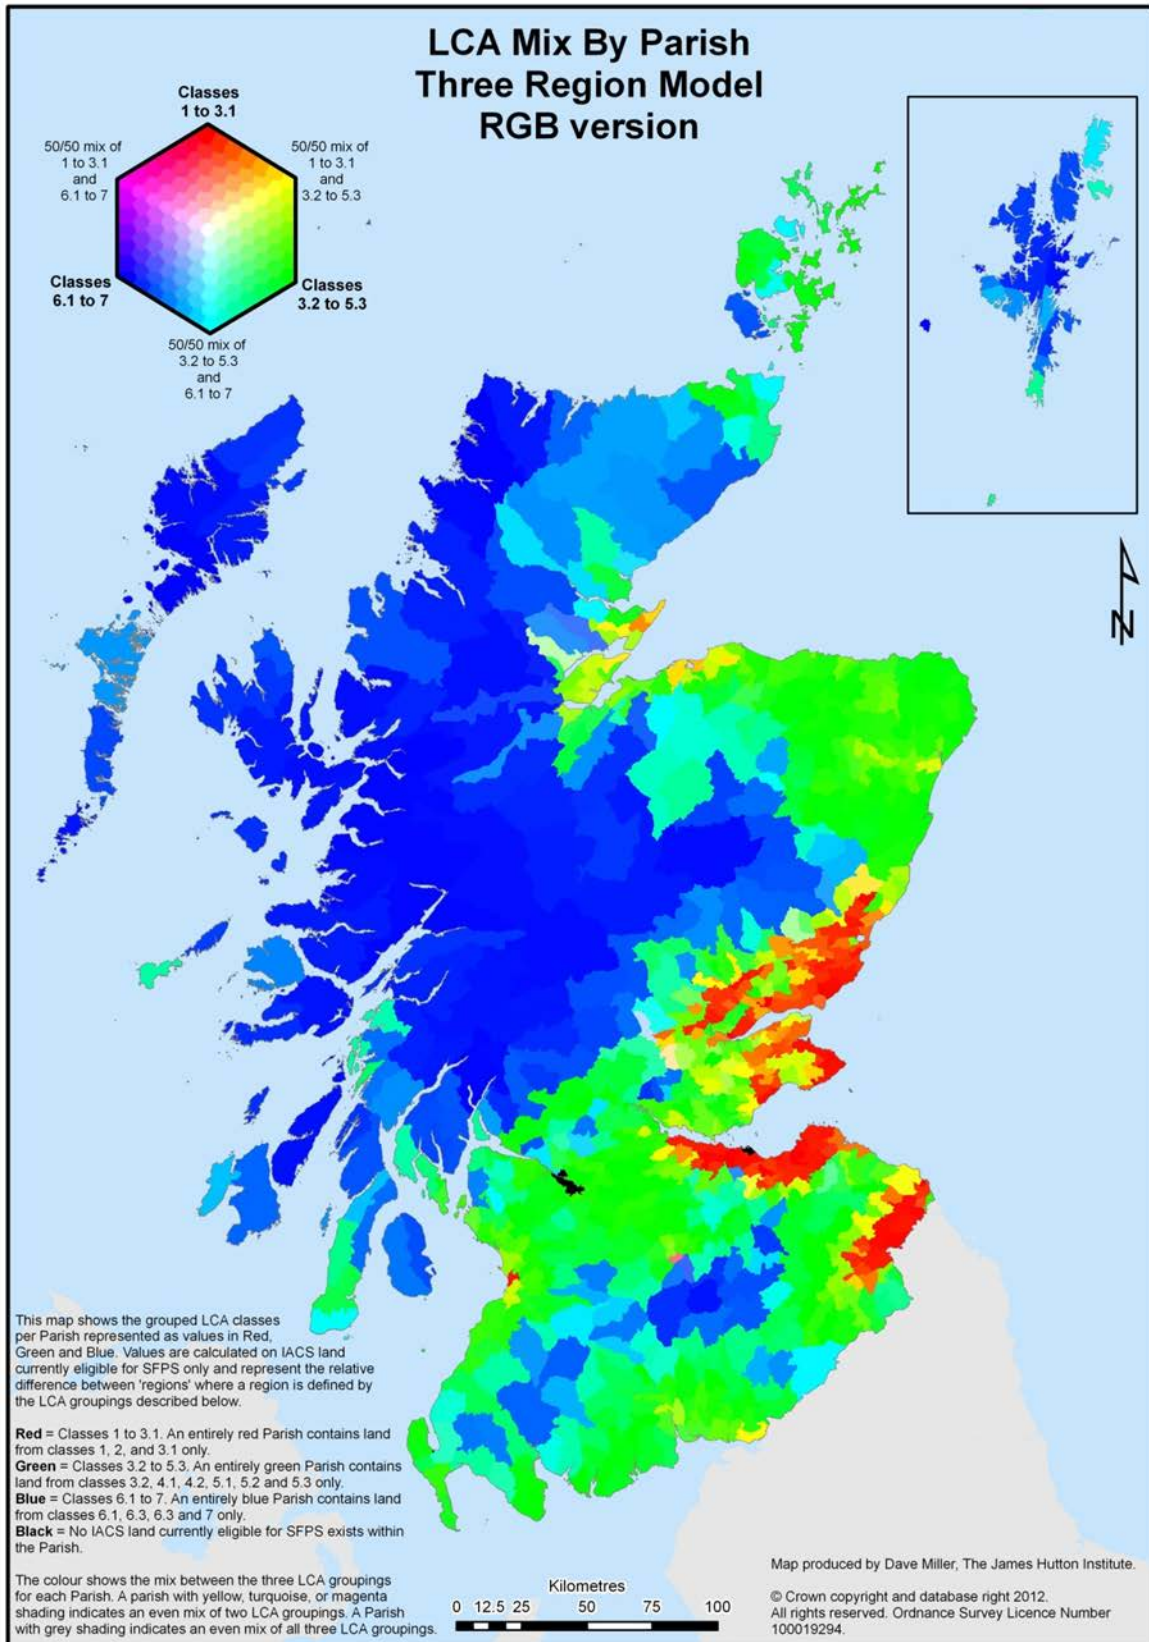 LCA Mix By Parish
Three Region Model
RGB version
Classes
1 to 3.1
50/50 mix of
1 to 3.1
and
6.1 to 7
50/50 mix of
1 to 3.1
and
3.2 to 5.3
Classes
6.1 to 7
Classes
3.2 to 5.3
50/50 mix of
3.2 to 5.3
and
6.1 to 7
N
This map shows the grouped LCA classes
per Parish represented as values in Red,
Green and Blue. Values are calculated on IACS land
currently eligible for SFPS only and represent the relative
difference between 'regions' where a region is defined by
the LCA groupings described below.
Red = Classes 1 to 3.1. An entirely red Parish contains land
from classes 1, 2, and 3.1 only.
Green = Classes 3.2 to 5.3. An entirely green Parish contains
land from classes 3.2, 4.1, 4.2, 5.1, 5.2 and 5.3 only.
Blue = Classes 6.1 to 7. An entirely blue Parish contains land
from classes 6.1, 6.3, 6.3 and 7 only.
Black = No IACS land currently eligible for SFPS exists within
the Parish.
The colour shows the mix between the three LCA groupings
for each Parish. A parish with yellow, turquoise, or magenta
shading indicates an even mix of two LCA groupings. A Parish
with grey shading indicates an even mix of all three LCA groupings.
Kilometres
0 12.5 25 50 75 100
Map produced by Dave Miller, The James Hutton Institute.
© Crown copyright and database right 2012.
All rights reserved. Ordnance Survey Licence Number
100019294.